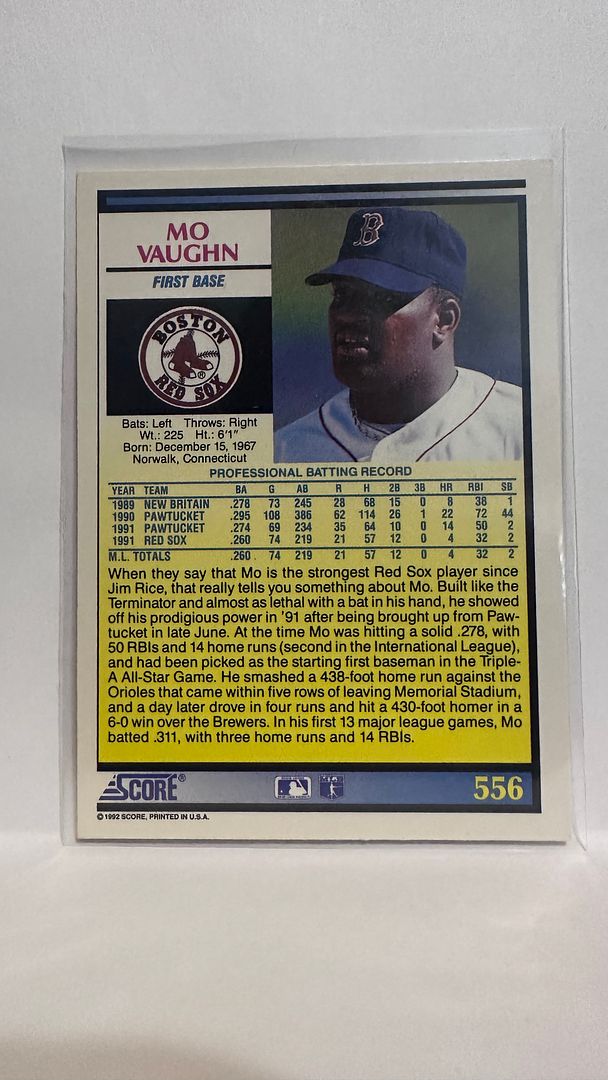 MO
VAUGHN
FIRST BASE
BOSTON
RED SOX
®
Bats: Left Throws: Right
Wt.: 225 Ht.: 6'1"
Born: December 15, 1967
Norwalk, Connecticut
B
PROFESSIONAL BATTING RECORD
YEAR TEAM BA G AB R H 2B 3B HR RBI SB
1989 NEW BRITAIN .278 73 245 28 68 15 0 8 38 1
1990 PAWTUCKET .295 108 386 62 114 26 1 22 72 44
1991 PAWTUCKET .274 69 234 35 64 10 0 14 50 2
1991 RED SOX .260 74 219 21 57 12 0 4 32 2
M.L. TOTALS .260 74 219 21 57 12 0 4 32 2
When they say that Mo is the strongest Red Sox player since
Jim Rice, that really tells you something about Mo. Built like the
Terminator and almost as lethal with a bat in his hand, he showed
off his prodigious power in '91 after being brought up from Paw-
tucket in late June. At the time Mo was hitting a solid .278, with
50 RBIs and 14 home runs (second in the International League),
and had been picked as the starting first baseman in the Triple-
A All-Star Game. He smashed a 438-foot home run against the
Orioles that came within five rows of leaving Memorial Stadium,
and a day later drove in four runs and hit a 430-foot homer in a
6-0 win over the Brewers. In his first 13 major league games, Mo
batted .311, with three home runs and 14 RBIs.
SCORE®
556
© 1992 SCORE, PRINTED IN U.S.A.